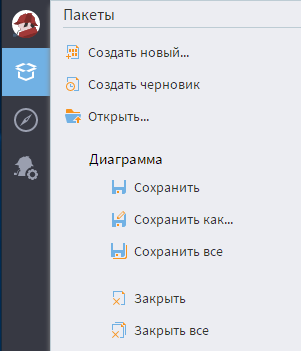 Пакеты
Создать новый...
Создать черновик
Открыть...
Диаграмма
Сохранить
Сохранить как...
Сохранить все
Закрыть
Закрыть все